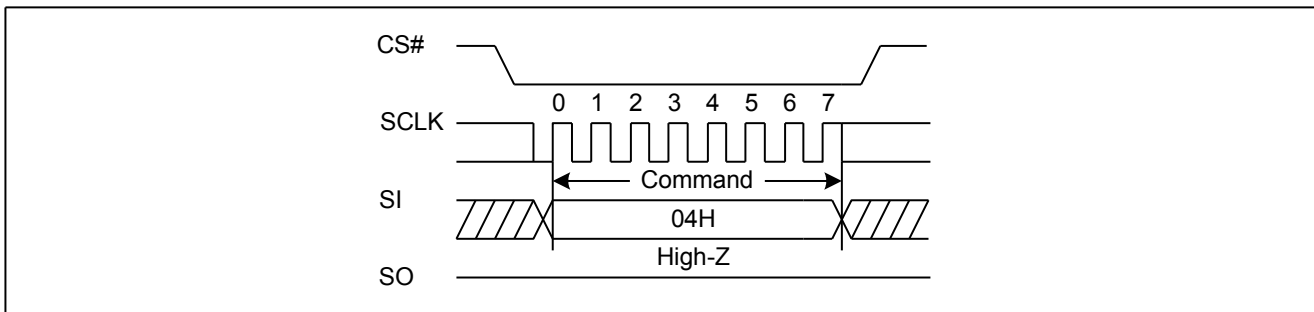 CS#
0 1 2 3 4 5 6 7
SCLK
Command
SI
04H
High-Z
SO